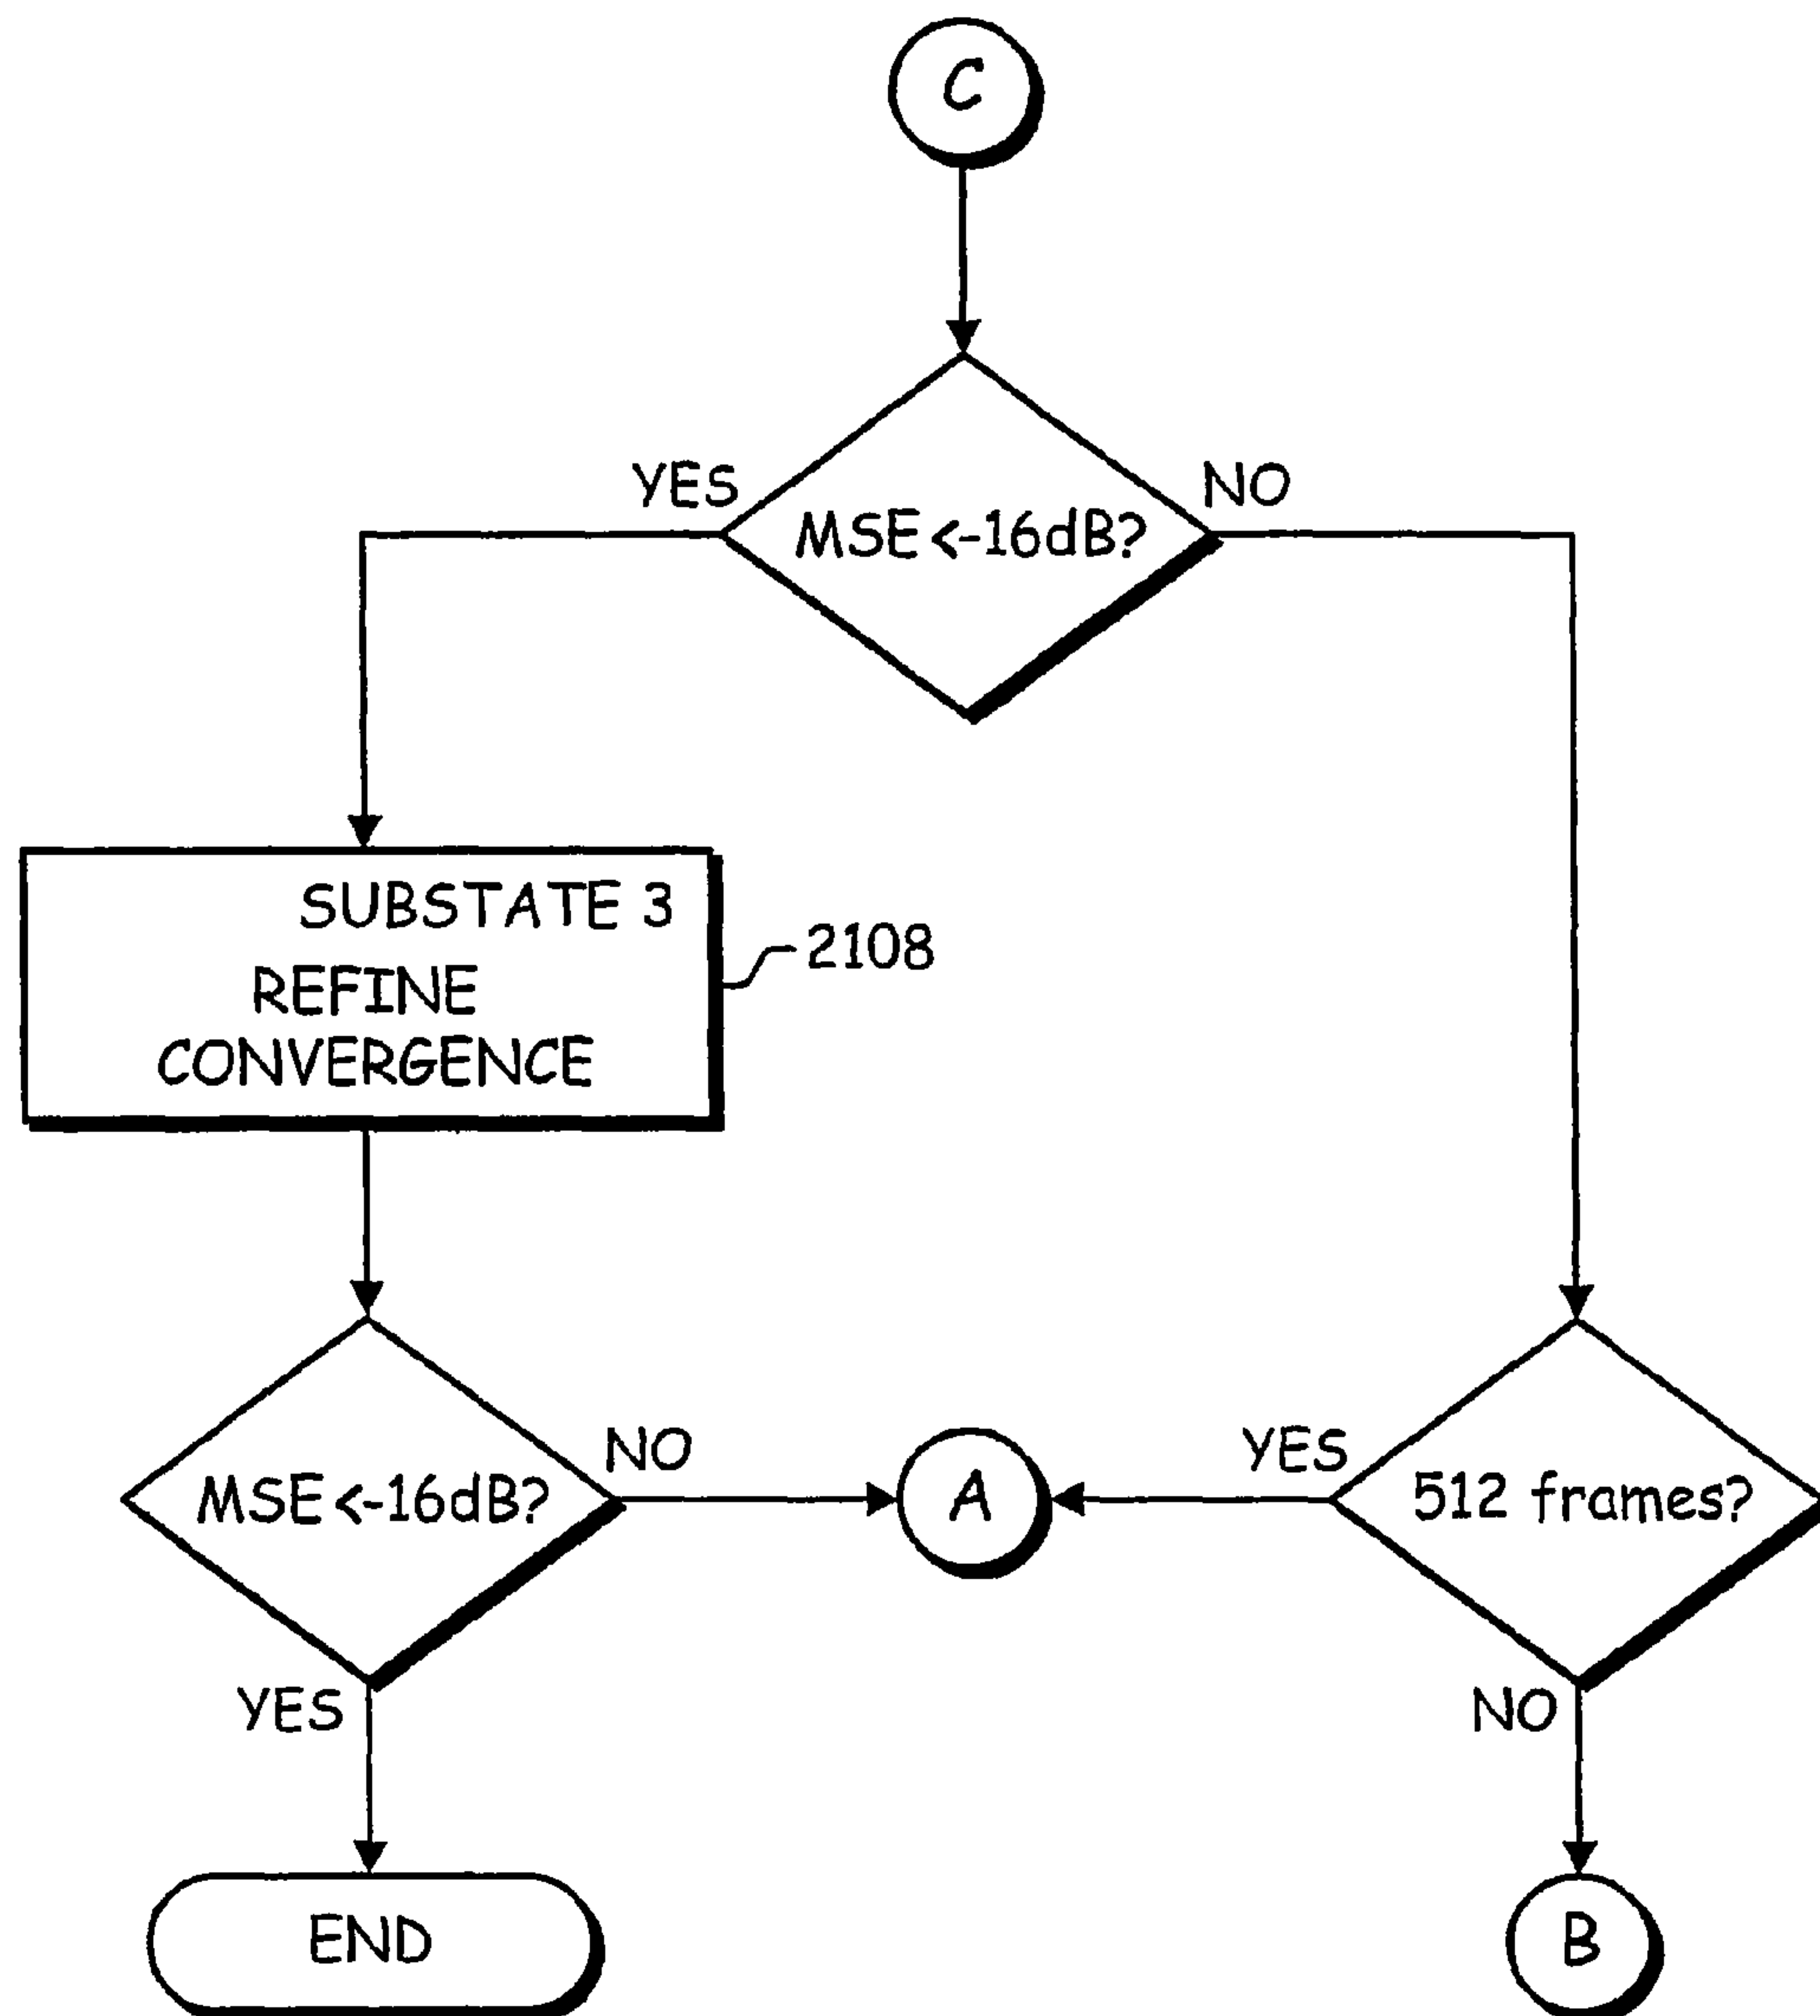 C
YES
NO
MSE<-16dB?
SUBSTATE 3
REFINE
CONVERGENCE
2108
NO
YES
MSE<-16dB?
A
512 frames?
YES
NO
END
B